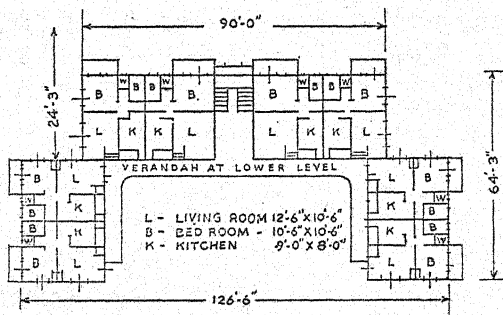 90'-0"
24'-3"
W B B W W B B W
B B B B
L K K L L K K L
VERANDAH AT LOWER LEVEL
64'-3"
B L L B
W K K W
B B
B K K B
W W
B L L B
L - LIVING ROOM 12'-6"X10'-6"
B - BED ROOM - 10'-6"X10'-6"
K - KITCHEN 9'-0"X8'-0"
126'-6"